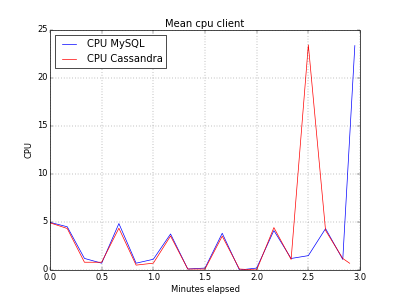 Mean cpu client
25
20
15
10
5
0
CPU
CPU MySQL
CPU Cassandra
0.0 0.5 1.0 1.5 2.0 2.5 3.0
Minutes elapsed